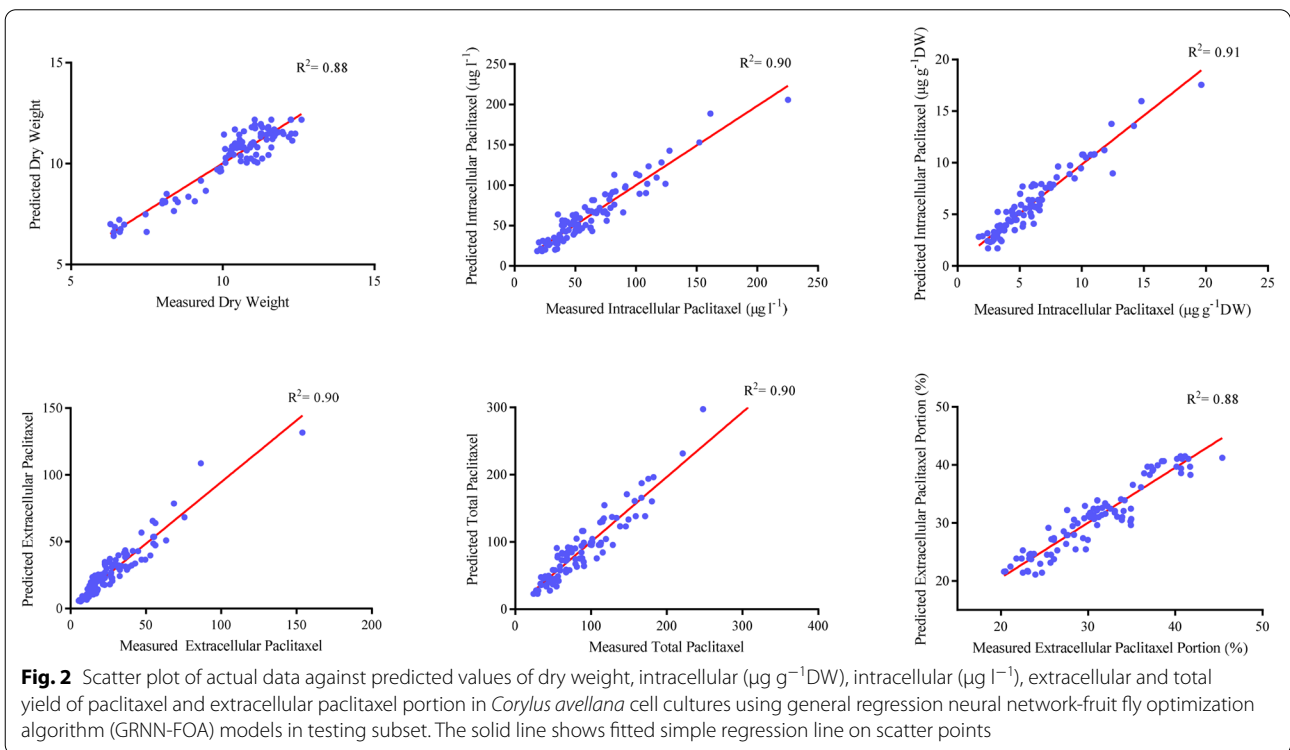 R²= 0.88
15
10
5
5
10
15
Predicted Dry Weight
Measured Dry Weight
R²= 0.90
250
200
150
100
50
0
0
50
100
150
200
250
Predicted Intracellular Paclitaxel (µg l⁻¹)
Measured Intracellular Paclitaxel (µg l⁻¹)
R²= 0.91
20
15
10
5
0
0
5
10
15
20
25
Predicted Intracellular Paclitaxel (µg g⁻¹DW)
Measured Intracellular Paclitaxel (µg g⁻¹DW)
R²= 0.90
150
100
50
0
0
50
100
150
200
Predicted Extracellular Paclitaxel
Measured Extracellular Paclitaxel
R²= 0.90
300
200
100
0
0
100
200
300
400
Predicted Total Paclitaxel
Measured Total Paclitaxel
R²= 0.88
50
40
30
20
20
30
40
50
Predicted Extracellular Paclitaxel Portion (%)
Measured Extracellular Paclitaxel Portion (%)
Fig. 2 Scatter plot of actual data against predicted values of dry weight, intracellular (µg g⁻¹DW), intracellular (µg l⁻¹), extracellular and total
yield of paclitaxel and extracellular paclitaxel portion in Corylus avellana cell cultures using general regression neural network-fruit fly optimization
algorithm (GRNN-FOA) models in testing subset. The solid line shows fitted simple regression line on scatter points